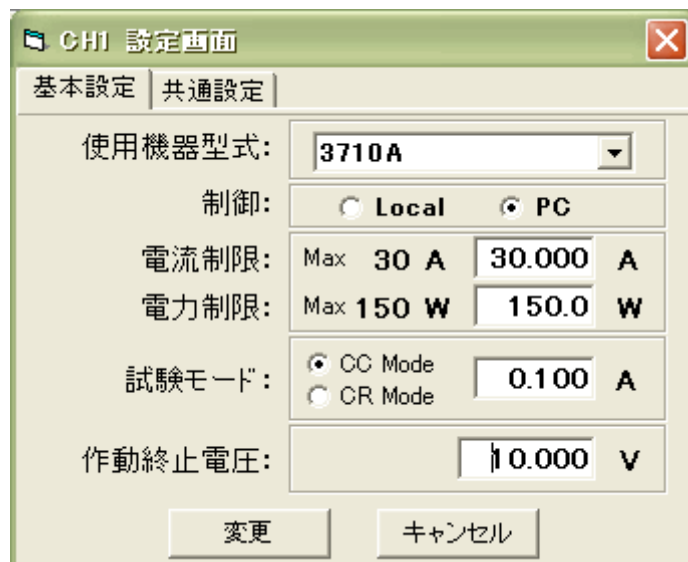 CH1 設定画面
基本設定 共通設定
使用機器型式: 3710A
制御: Local PC
電流制限: Max 30 A 30.000 A
電力制限: Max 150 W 150.0 W
試験モード: CC Mode 0.100 A
CR Mode
作動終止電圧: 10.000 V
変更 キャンセル